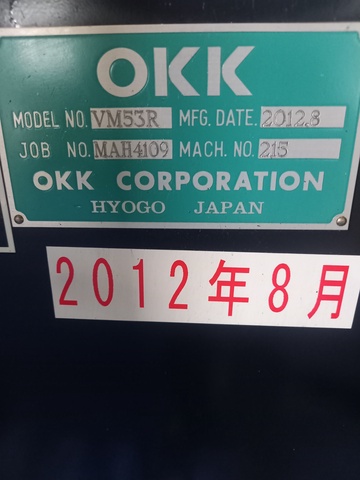 OKK
MODEL NO. VM53R MFG. DATE. 2012.8
JOB NO. MAH4109 MACH. NO. 215
OKK CORPORATION
HYOGO JAPAN
2012年8月